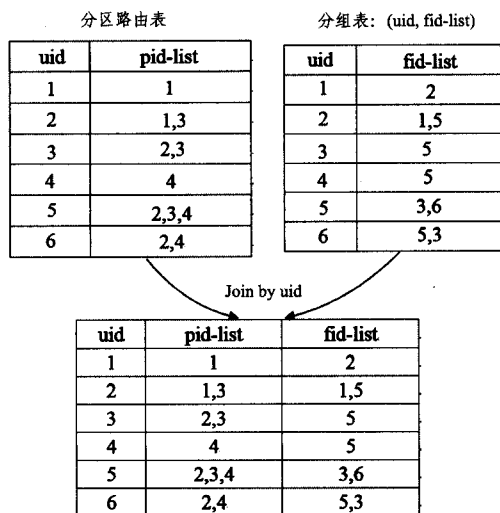 分区路由表
uid pid-list
1 1
2 1,3
3 2,3
4 4
5 2,3,4
6 2,4
分组表: (uid, fid-list)
uid fid-list
1 2
2 1,5
3 5
4 5
5 3,6
6 5,3
Join by uid
uid pid-list fid-list
1 1 2
2 1,3 1,5
3 2,3 5
4 4 5
5 2,3,4 3,6
6 2,4 5,3